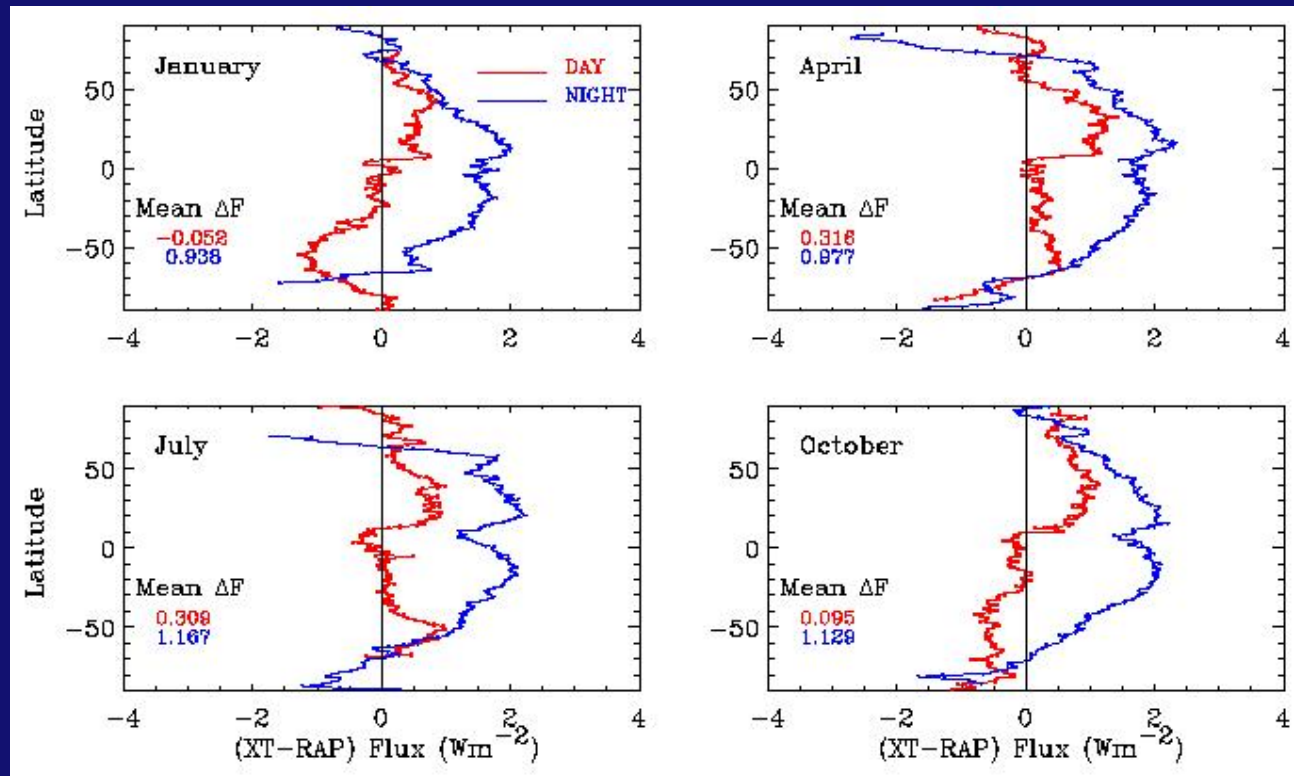 January
DAY
NIGHT
Latitude
50
0
−50
Mean ΔF
−0.052
0.938
−4 −2 0 2 4
April
50
0
−50
Mean ΔF
0.316
0.977
−4 −2 0 2 4
July
Latitude
50
0
−50
Mean ΔF
0.309
1.167
−4 −2 0 2 4
(XT−RAP) Flux (Wm⁻²)
October
50
0
−50
Mean ΔF
0.095
1.129
−4 −2 0 2 4
(XT−RAP) Flux (Wm⁻²)